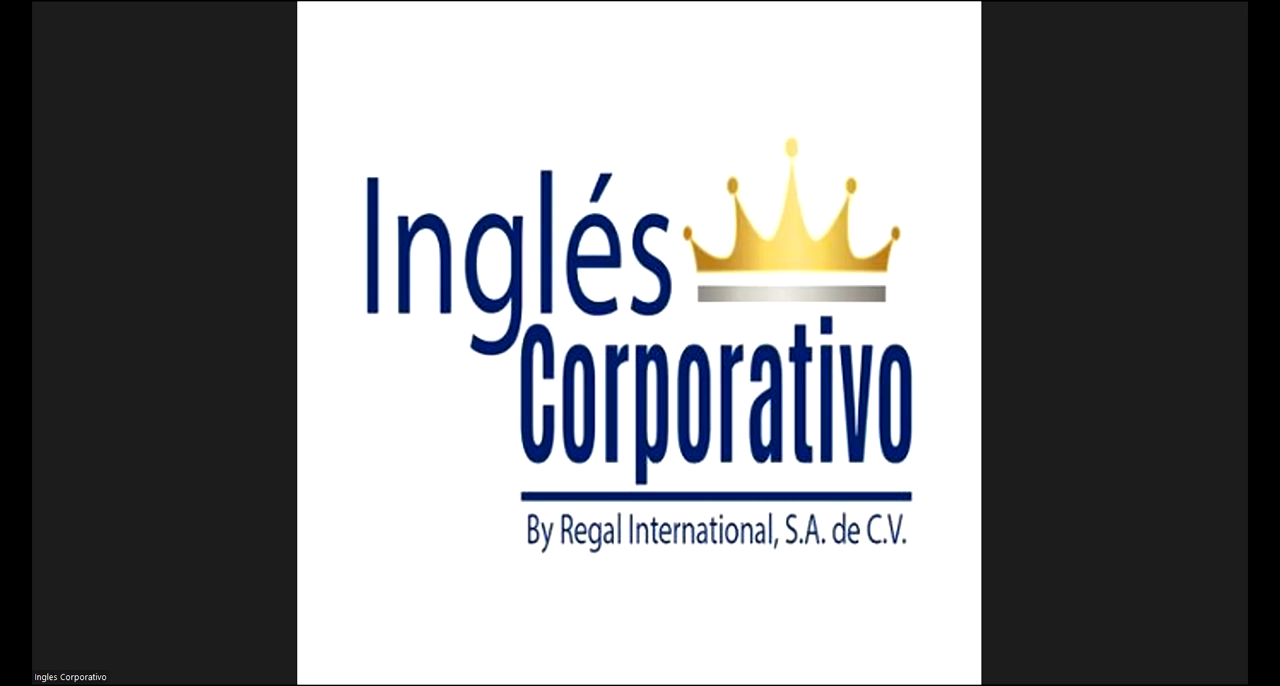 Inglés
Corporativo
By Regal International, S.A. de C.V.
Ingles Corporativo